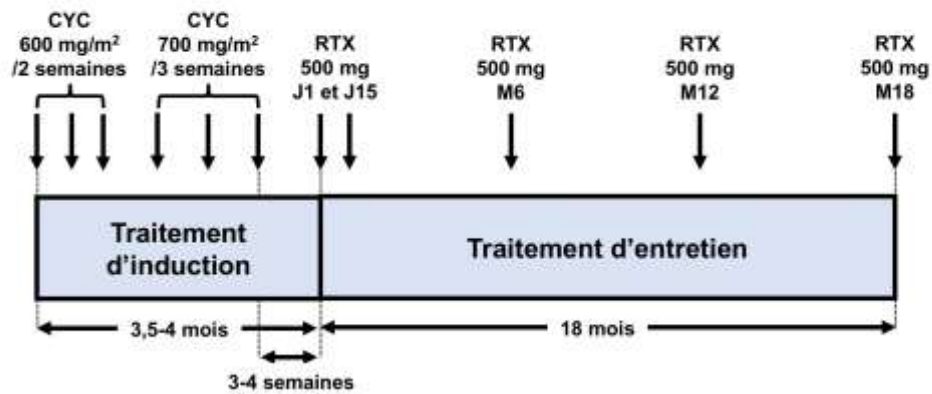 CYC
600 mg/m²
/2 semaines
CYC
700 mg/m²
/3 semaines
RTX
500 mg
J1 et J15
RTX
500 mg
M6
RTX
500 mg
M12
RTX
500 mg
M18
Traitement
d'induction
Traitement d'entretien
3,5-4 mois
18 mois
3-4 semaines